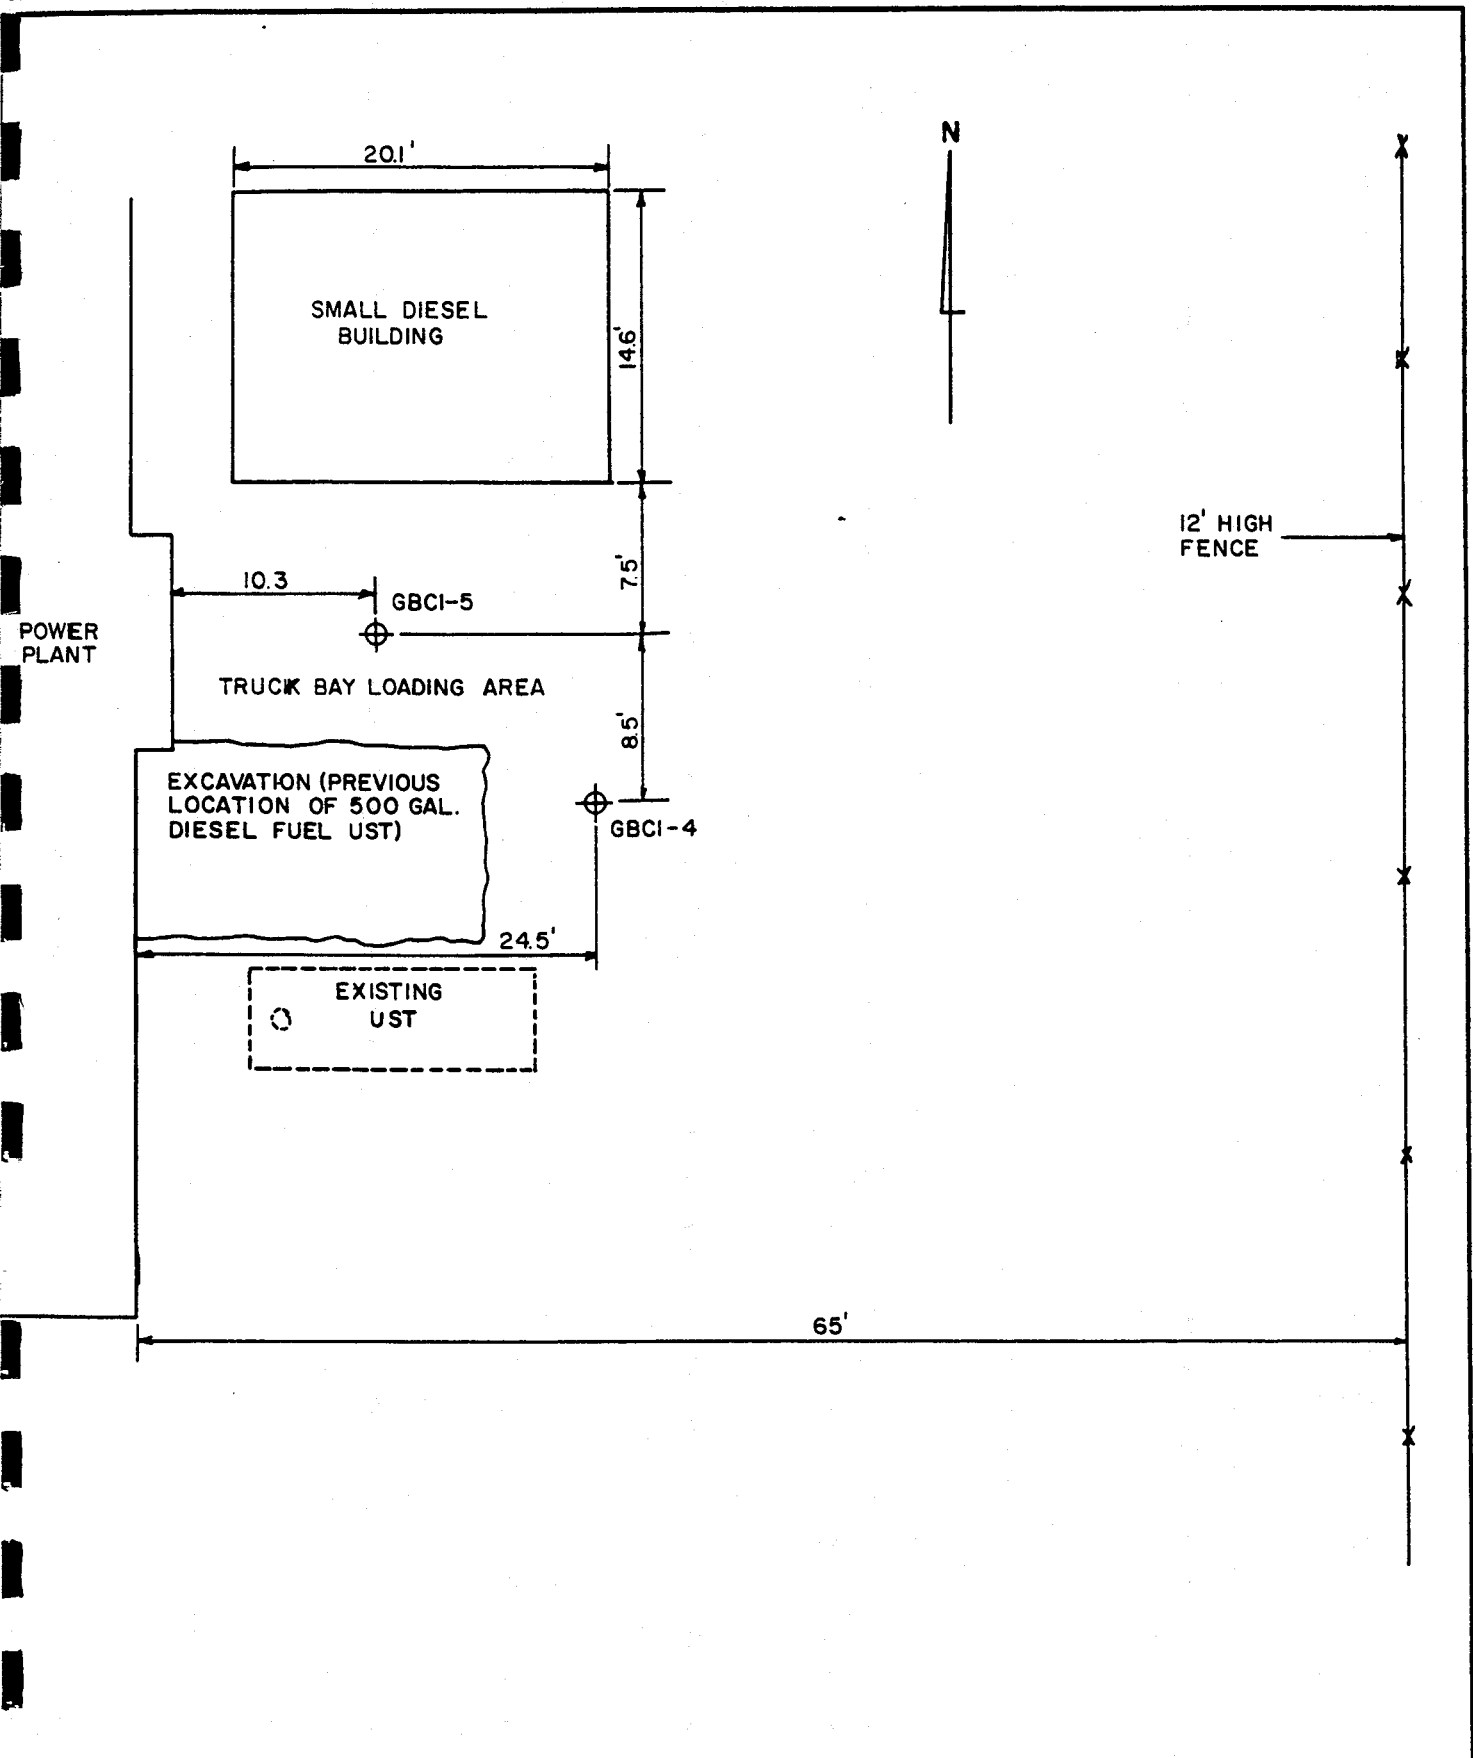 N
20.1'
SMALL DIESEL
BUILDING
14.6'
12' HIGH
FENCE
7.5'
10.3
GBCI-5
POWER
PLANT
TRUCK BAY LOADING AREA
8.5'
EXCAVATION (PREVIOUS
LOCATION OF 500 GAL.
DIESEL FUEL UST)
GBCI-4
24.5'
EXISTING
UST
65'